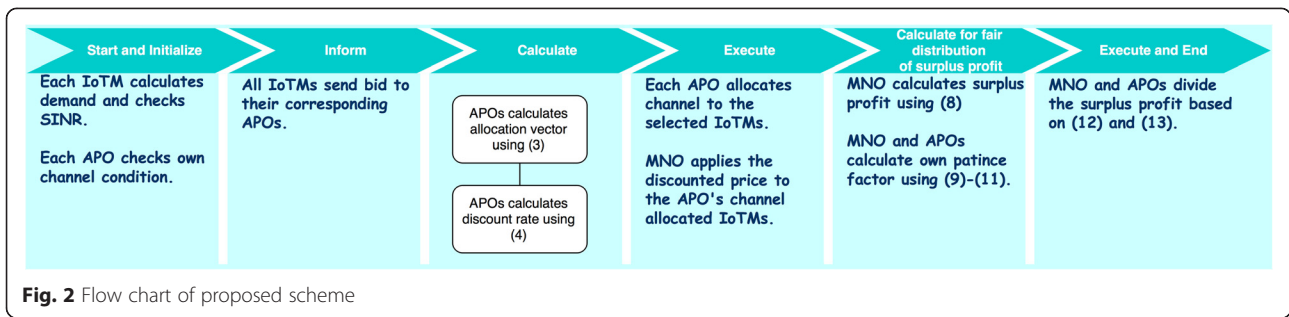 Start and Initialize
Inform
Calculate
Execute
Calculate for fair
distribution
of surplus profit
Execute and End
Each IoTM calculates
demand and checks
SINR.
Each APO checks own
channel condition.
All IoTMs send bid to
their corresponding
APOs.
APOs calculates
allocation vector
using (3)
APOs calculates
discount rate using
(4)
Each APO allocates
channel to the
selected IoTMs.
MNO applies the
discounted price to
the APO's channel
allocated IoTMs.
MNO calculates surplus
profit using (8)
MNO and APOs
calculate own patince
factor using (9)-(11).
MNO and APOs divide
the surplus profit based
on (12) and (13).
Fig. 2 Flow chart of proposed scheme